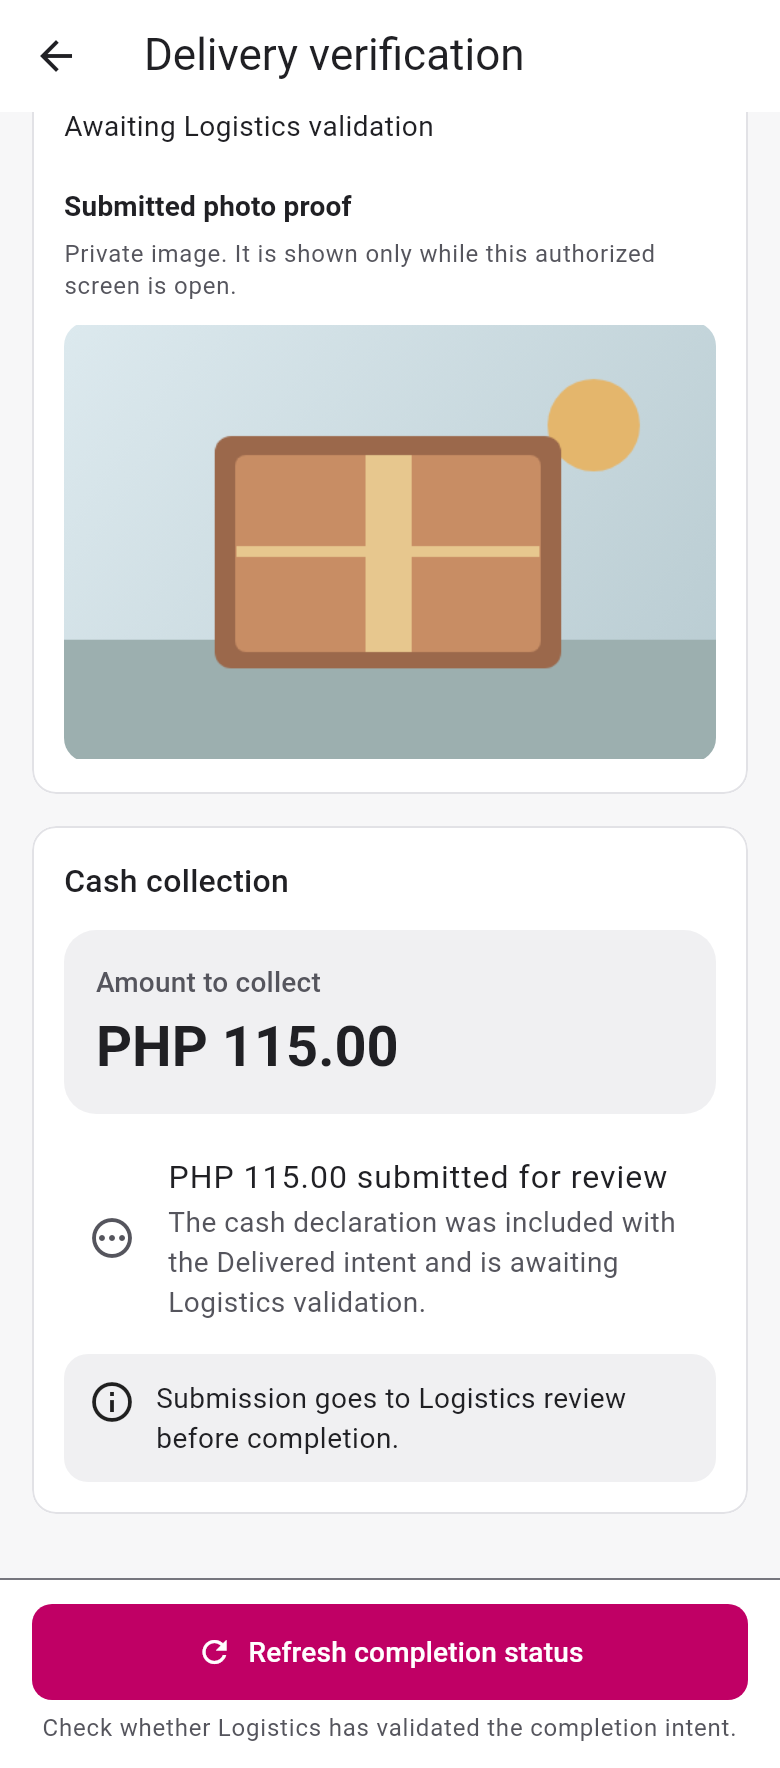 Delivery verification
Awaiting Logistics validation
Submitted photo proof
Private image. It is shown only while this authorized
screen is open.
Cash collection
Amount to collect
PHP 115.00
PHP 115.00 submitted for review
The cash declaration was included with
the Delivered intent and is awaiting
Logistics validation.
Submission goes to Logistics review
before completion.
Refresh completion status
Check whether Logistics has validated the completion intent.